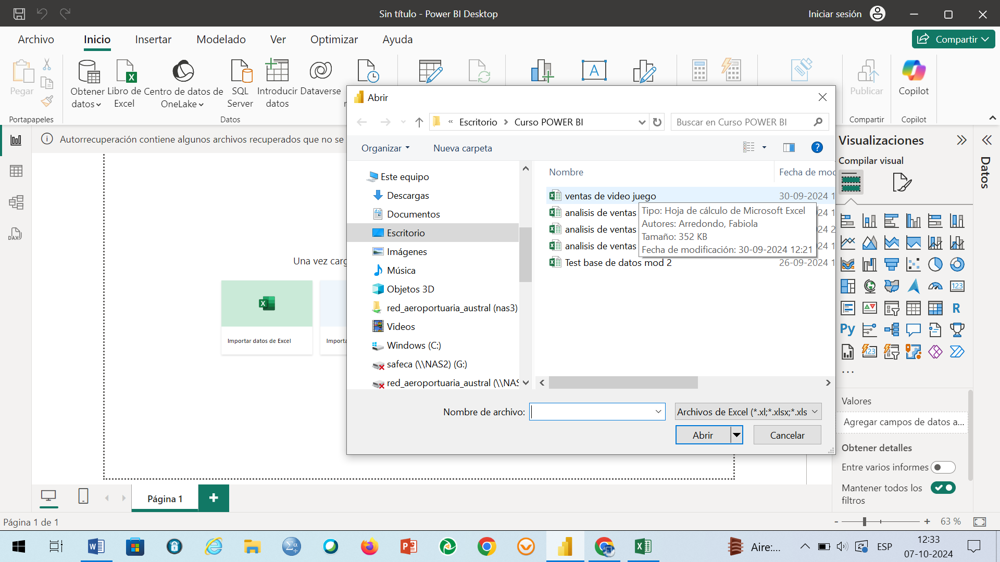 Sin título - Power BI Desktop
Iniciar sesión
Archivo
Inicio
Insertar
Modelado
Ver
Optimizar
Ayuda
Compartir
Pegar
Obtener datos
Libro de Excel
Centro de datos de OneLake
SQL Server
Introducir datos
Dataverse
Publicar
Copilot
Portapapeles
Datos
Compartir
Copilot
Autorrecuperación contiene algunos archivos recuperados que no se
Abrir
« Escritorio > Curso POWER BI
Buscar en Curso POWER BI
Organizar
Nueva carpeta
Este equipo
Descargas
Documentos
Escritorio
Imágenes
Música
Objetos 3D
red_aeroportuaria_austral (nas3)
Videos
Windows (C:)
safeca (\\NAS2) (G:)
red_aeroportuaria_austral (\\NAS
Nombre
Fecha de mod
ventas de video juego
30-09-2024 1
analisis de ventas
24 1
analisis de ventas
24 2
analisis de ventas
24 1
Test base de datos mod 2
26-09-2024 1
Tipo: Hoja de cálculo de Microsoft Excel
Autores: Arredondo, Fabiola
Tamaño: 352 KB
Fecha de modificación: 30-09-2024 12:21
Nombre de archivo:
Archivos de Excel (*.xl;*.xlsx;*.xls
Abrir
Cancelar
Una vez carg
Importar datos de Excel
Importa
Visualizaciones
Datos
Compilar visual
123
R
Py
123
...
Valores
Agregar campos de datos a...
Obtener detalles
Entre varios informes
Mantener todos los
filtros
DAX
Página 1
+
Página 1 de 1
- + 63 %
Aire:...
ESP
12:33
07-10-2024